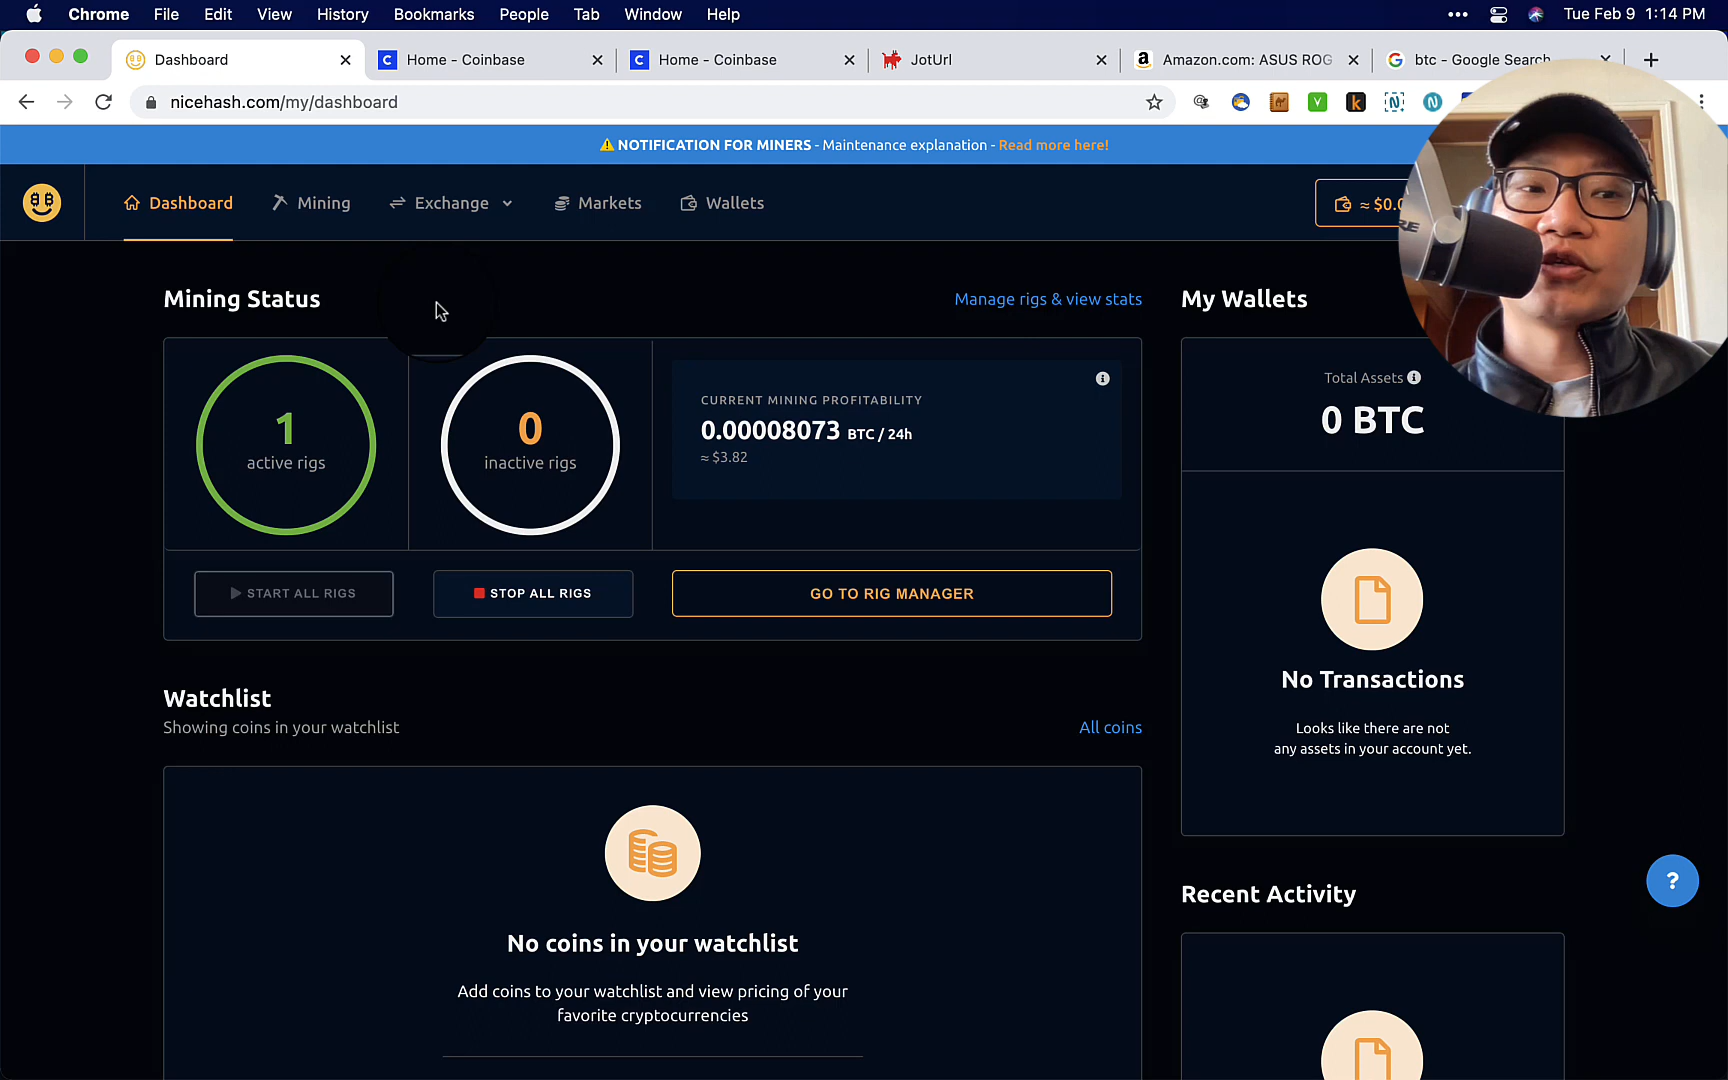 Chrome File Edit View History Bookmarks People Tab Window Help
Tue Feb 9 1:14 PM
Dashboard
Home - Coinbase
Home - Coinbase
JotUrl
Amazon.com: ASUS ROG
btc - Google Search
nicehash.com/my/dashboard
NOTIFICATION FOR MINERS - Maintenance explanation - Read more here!
Dashboard
Mining
Exchange
Markets
Wallets
≈ $0.0
Mining Status
Manage rigs & view stats
1
active rigs
0
inactive rigs
CURRENT MINING PROFITABILITY
0.00008073 BTC / 24h
≈ $3.82
START ALL RIGS
STOP ALL RIGS
GO TO RIG MANAGER
My Wallets
Total Assets
0 BTC
No Transactions
Looks like there are not
any assets in your account yet.
Watchlist
Showing coins in your watchlist
All coins
No coins in your watchlist
Add coins to your watchlist and view pricing of your
favorite cryptocurrencies
Recent Activity
?